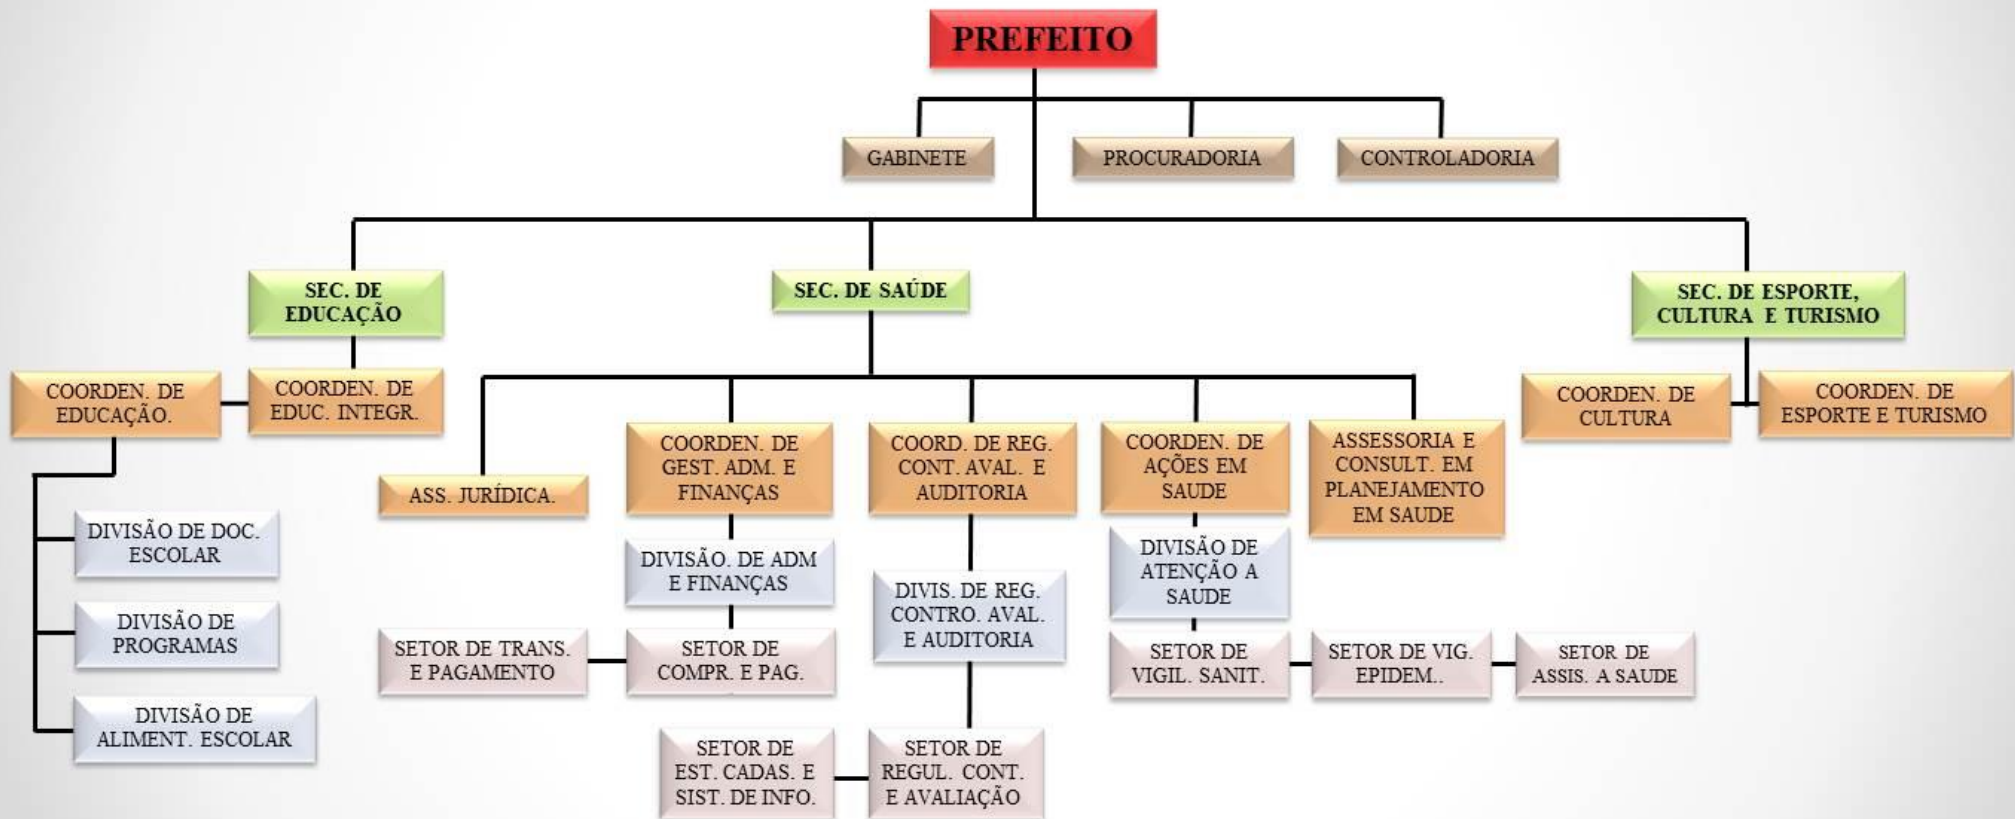 PREFEITO
GABINETE
PROCURADORIA
CONTROLADORIA
SEC. DE
EDUCAÇÃO
SEC. DE SAÚDE
SEC. DE ESPORTE,
CULTURA E TURISMO
COORDEN. DE
EDUCAÇÃO.
COORDEN. DE
EDUC. INTEGR.
COORDEN. DE
CULTURA
COORDEN. DE
ESPORTE E TURISMO
ASS. JURÍDICA.
COORDEN. DE
GEST. ADM. E
FINANÇAS
COORD. DE REG.
CONT. AVAL. E
AUDITORIA
COORDEN. DE
AÇÕES EM
SAUDE
ASSESSORIA E
CONSULT. EM
PLANEJAMENTO
EM SAUDE
DIVISÃO DE DOC.
ESCOLAR
DIVISÃO DE
PROGRAMAS
DIVISÃO DE
ALIMENT. ESCOLAR
DIVISÃO. DE ADM
E FINANÇAS
DIVIS. DE REG.
CONTRO. AVAL.
E AUDITORIA
DIVISÃO DE
ATENÇÃO A
SAUDE
SETOR DE TRANS.
E PAGAMENTO
SETOR DE
COMPR. E PAG.
SETOR DE
VIGIL. SANIT.
SETOR DE VIG.
EPIDEM..
SETOR DE
ASSIS. A SAUDE
SETOR DE
EST. CADAS. E
SIST. DE INFO.
SETOR DE
REGUL. CONT.
E AVALIAÇÃO